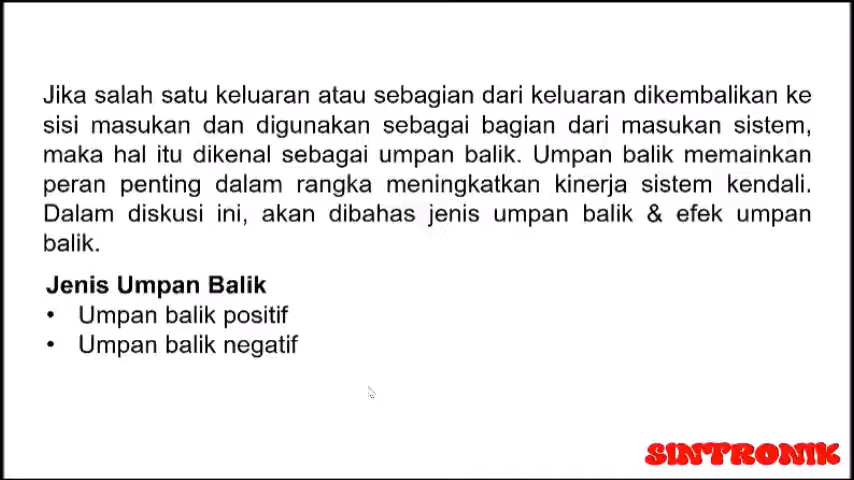 Jika salah satu keluaran atau sebagian dari keluaran dikembalikan ke
sisi masukan dan digunakan sebagai bagian dari masukan sistem,
maka hal itu dikenal sebagai umpan balik. Umpan balik memainkan
peran penting dalam rangka meningkatkan kinerja sistem kendali.
Dalam diskusi ini, akan dibahas jenis umpan balik & efek umpan
balik.
Jenis Umpan Balik
• Umpan balik positif
• Umpan balik negatif
SINTRONIK